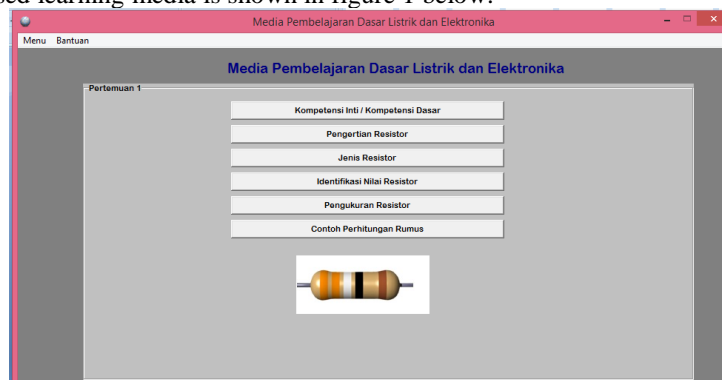 sed learning media is shown in figure 1 below.
Media Pembelajaran Dasar Listrik dan Elektronika
Menu Bantuan
Media Pembelajaran Dasar Listrik dan Elektronika
Pertemuan 1
Kompetensi Inti / Kompetensi Dasar
Pengertian Resistor
Jenis Resistor
Identifikasi Nilai Resistor
Pengukuran Resistor
Contoh Perhitungan Rumus